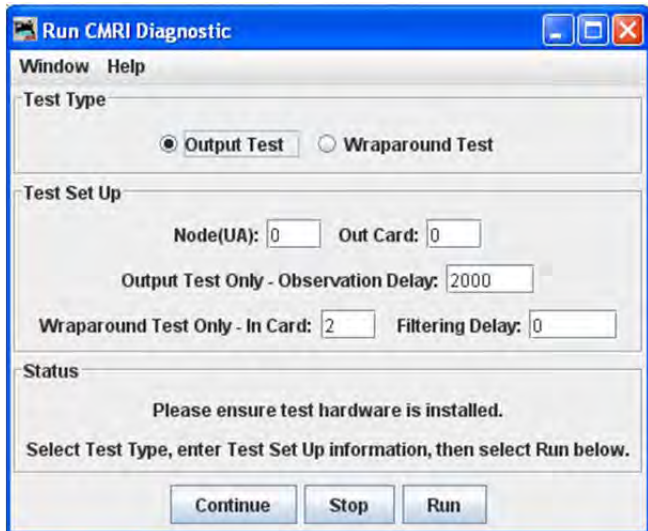 Run CMRI Diagnostic
Window Help
Test Type
Output Test Wraparound Test
Test Set Up
Node(UA): 0 Out Card: 0
Output Test Only - Observation Delay: 2000
Wraparound Test Only - In Card: 2 Filtering Delay: 0
Status
Please ensure test hardware is installed.
Select Test Type, enter Test Set Up information, then select Run below.
Continue Stop Run